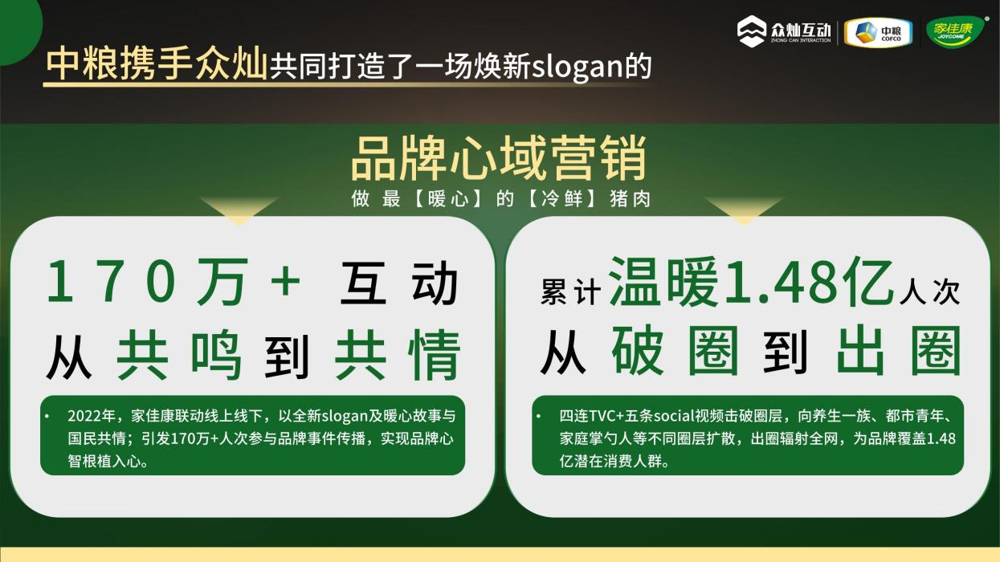 众灿互动
ZHONG CAN INTERACTION
中粮
COFCO
家佳康
JOYCOME
®
中粮携手众灿共同打造了一场焕新slogan的
品牌心域营销
做最【暖心】的【冷鲜】猪肉
170万+互动
从共鸣到共情
• 2022年，家佳康联动线上线下，以全新slogan及暖心故事与
国民共情；引发170万+人次参与品牌事件传播，实现品牌心
智根植入心。
累计温暖1.48亿人次
从破圈到出圈
• 四连TVC+五条social视频击破圈层，向养生一族、都市青年、
家庭掌勺人等不同圈层扩散，出圈辐射全网，为品牌覆盖1.48
亿潜在消费人群。